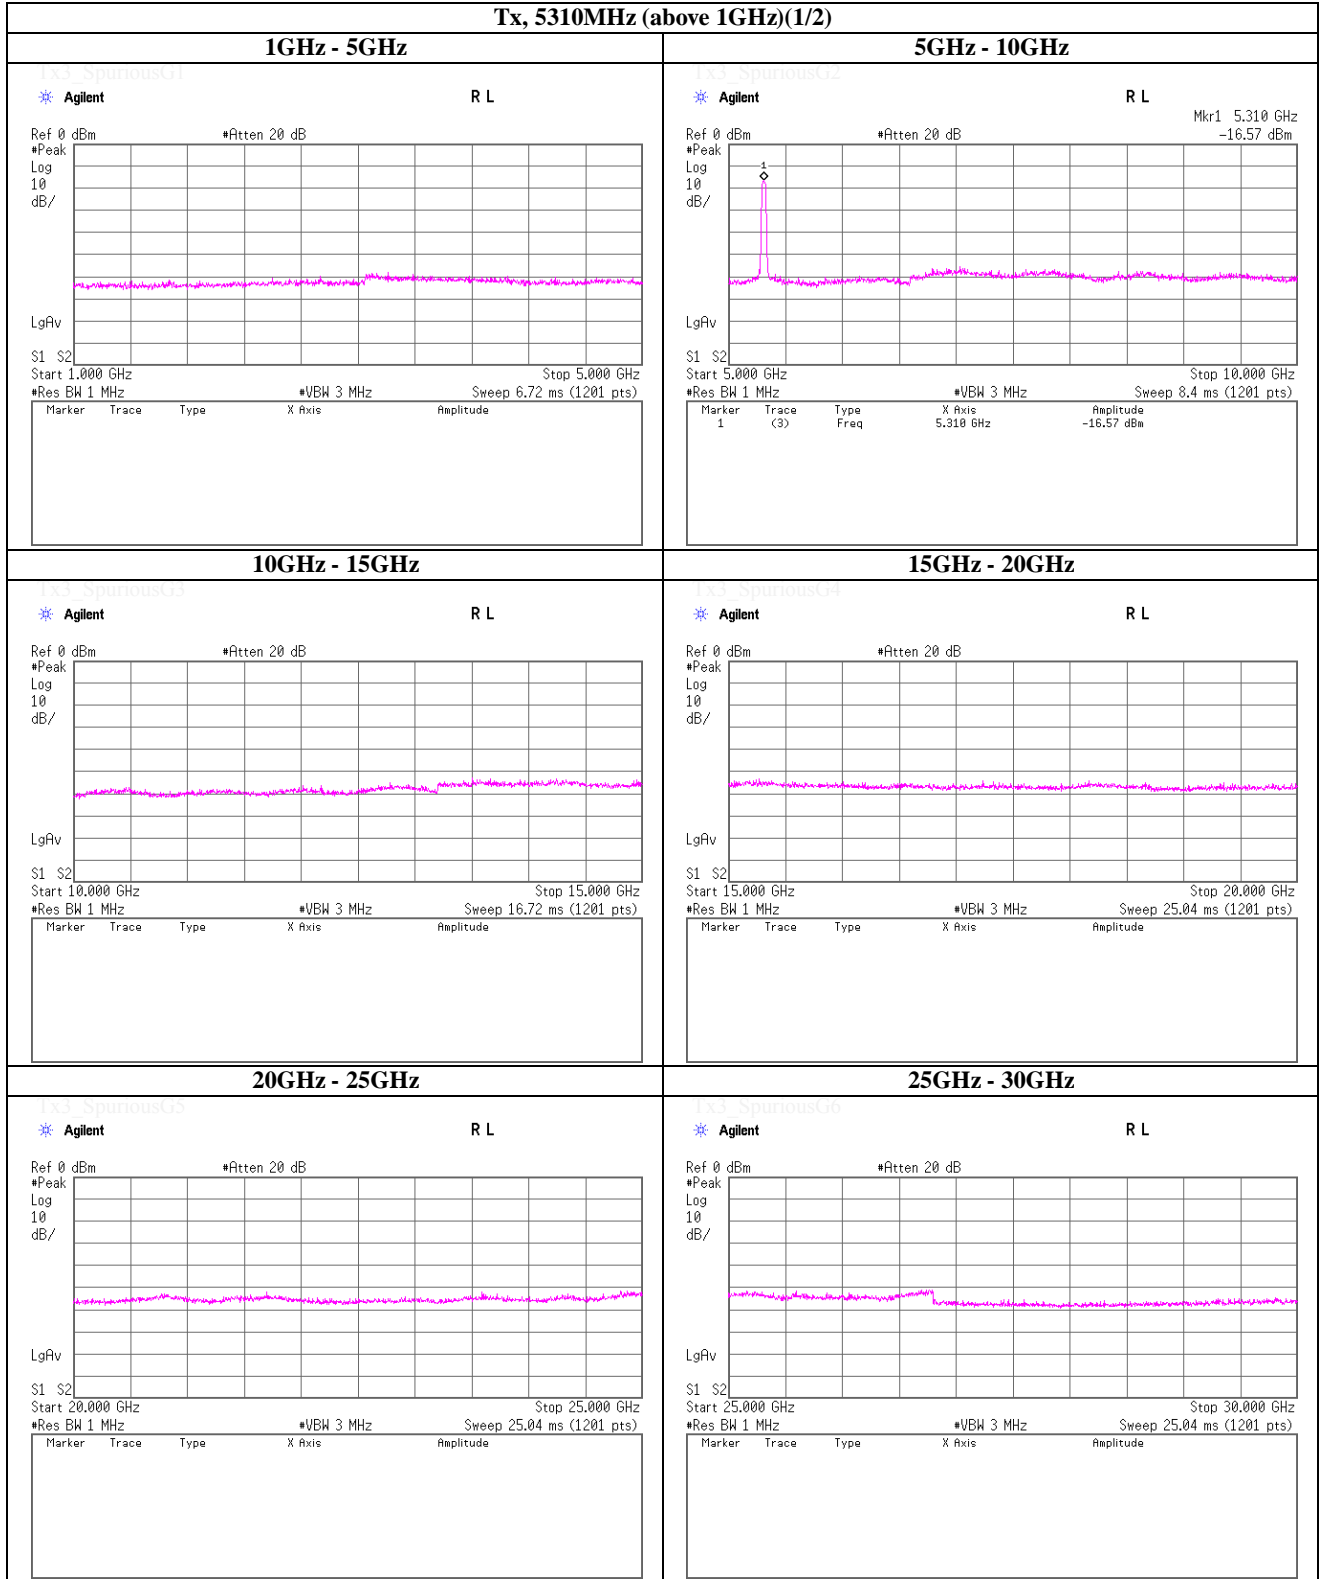 Tx, 5310MHz (above 1GHz)(1/2)
1GHz - 5GHz
5GHz - 10GHz
Tx3_SpuriousG1
Agilent
R L
Ref 0 dBm #Atten 20 dB
#Peak
Log
10
dB/
LgAv
S1 S2
Start 1.000 GHz Stop 5.000 GHz
#Res BW 1 MHz #VBW 3 MHz Sweep 6.72 ms (1201 pts)
Marker Trace Type X Axis Amplitude
Tx3_SpuriousG2
Agilent
R L
Mkr1 5.310 GHz
Ref 0 dBm #Atten 20 dB -16.57 dBm
#Peak
Log
10
dB/
1
LgAv
S1 S2
Start 5.000 GHz Stop 10.000 GHz
#Res BW 1 MHz #VBW 3 MHz Sweep 8.4 ms (1201 pts)
Marker Trace Type X Axis Amplitude
1 (3) Freq 5.310 GHz -16.57 dBm
10GHz - 15GHz
15GHz - 20GHz
Tx3_SpuriousG3
Agilent
R L
Ref 0 dBm #Atten 20 dB
#Peak
Log
10
dB/
LgAv
S1 S2
Start 10.000 GHz Stop 15.000 GHz
#Res BW 1 MHz #VBW 3 MHz Sweep 16.72 ms (1201 pts)
Marker Trace Type X Axis Amplitude
Tx3_SpuriousG4
Agilent
R L
Ref 0 dBm #Atten 20 dB
#Peak
Log
10
dB/
LgAv
S1 S2
Start 15.000 GHz Stop 20.000 GHz
#Res BW 1 MHz #VBW 3 MHz Sweep 25.04 ms (1201 pts)
Marker Trace Type X Axis Amplitude
20GHz - 25GHz
25GHz - 30GHz
Tx3_SpuriousG5
Agilent
R L
Ref 0 dBm #Atten 20 dB
#Peak
Log
10
dB/
LgAv
S1 S2
Start 20.000 GHz Stop 25.000 GHz
#Res BW 1 MHz #VBW 3 MHz Sweep 25.04 ms (1201 pts)
Marker Trace Type X Axis Amplitude
Tx3_SpuriousG6
Agilent
R L
Ref 0 dBm #Atten 20 dB
#Peak
Log
10
dB/
LgAv
S1 S2
Start 25.000 GHz Stop 30.000 GHz
#Res BW 1 MHz #VBW 3 MHz Sweep 25.04 ms (1201 pts)
Marker Trace Type X Axis Amplitude